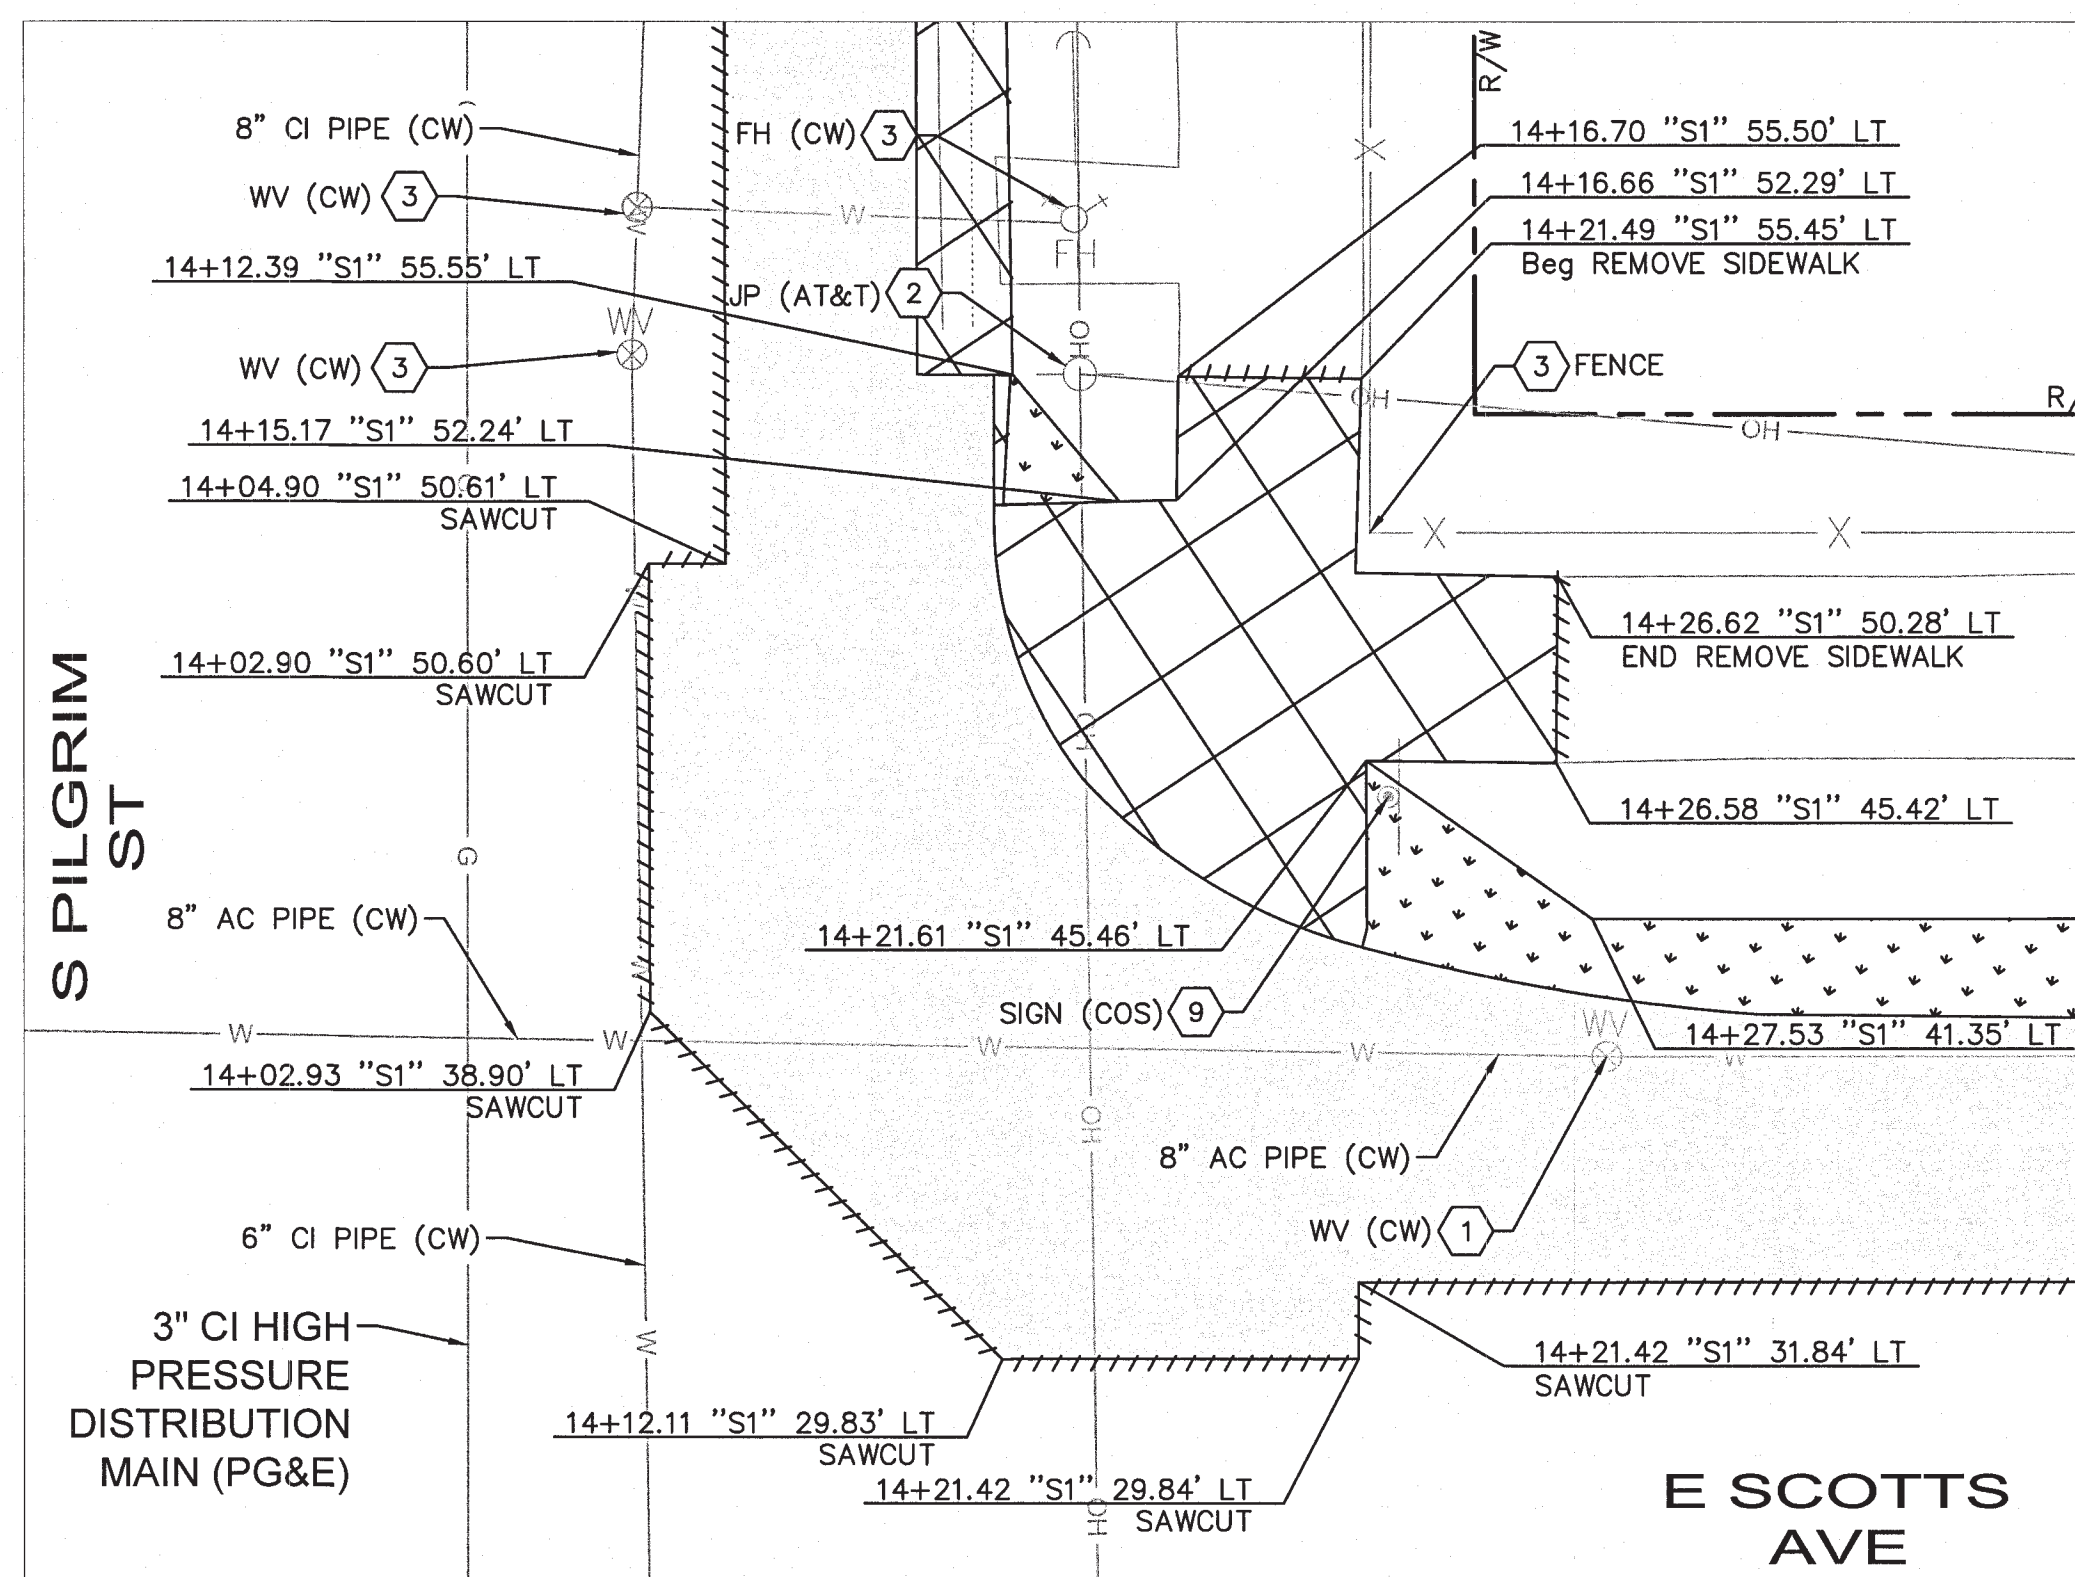 R/W
8" CI PIPE (CW)
FH (CW) 3
14+16.70 "S1" 55.50' LT
14+16.66 "S1" 52.29' LT
WV (CW) 3
W
W
14+21.49 "S1" 55.45' LT
Beg REMOVE SIDEWALK
FH
14+12.39 "S1" 55.55' LT
JP (AT&T) 2
WV
OH
WV (CW) 3
3 FENCE
OH
R/
OH
14+15.17 "S1" 52.24' LT
14+04.90 "S1" 50.61' LT
SAWCUT
G
X
X
X
14+26.62 "S1" 50.28' LT
END REMOVE SIDEWALK
14+02.90 "S1" 50.60' LT
SAWCUT
S PILGRIM
ST
OH
14+26.58 "S1" 45.42' LT
G
8" AC PIPE (CW)
14+21.61 "S1" 45.46' LT
W
SIGN (COS) 9
WV
14+27.53 "S1" 41.35' LT
W
W
W
W
W
14+02.93 "S1" 38.90' LT
SAWCUT
OH
8" AC PIPE (CW)
WV (CW) 1
6" CI PIPE (CW)
3" CI HIGH
PRESSURE
DISTRIBUTION
MAIN (PG&E)
W
14+21.42 "S1" 31.84' LT
SAWCUT
14+12.11 "S1" 29.83' LT
SAWCUT
14+21.42 "S1" 29.84' LT
SAWCUT
OH
E SCOTTS
AVE